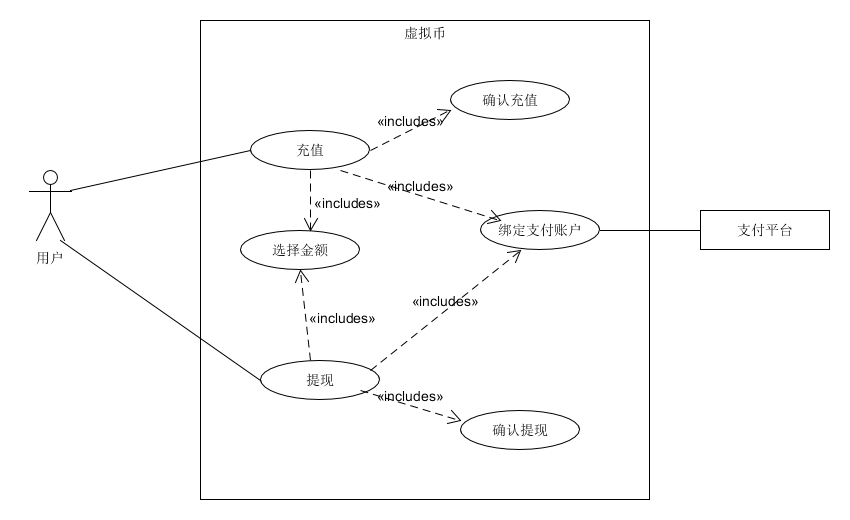 虚拟币
确认充值
«includes»
充值
«includes»
«includes»
用户
选择金额
绑定支付账户
支付平台
«includes»
«includes»
提现
«includes»
确认提现